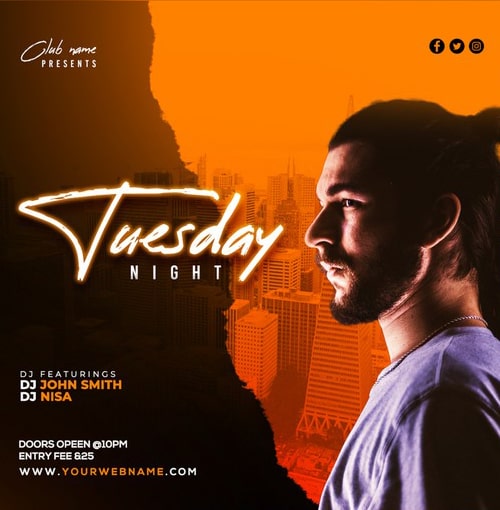 Club name
PRESENTS
Tuesday
NIGHT
DJ FEATURINGS
DJ JOHN SMITH
DJ NISA
DOORS OPEEN @10PM
ENTRY FEE &25
WWW.YOURWEBNAME.COM